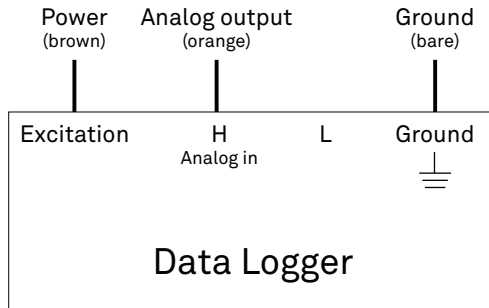 Power Analog output Ground
(brown) (orange) (bare)
Excitation H L Ground
Analog in
Data Logger